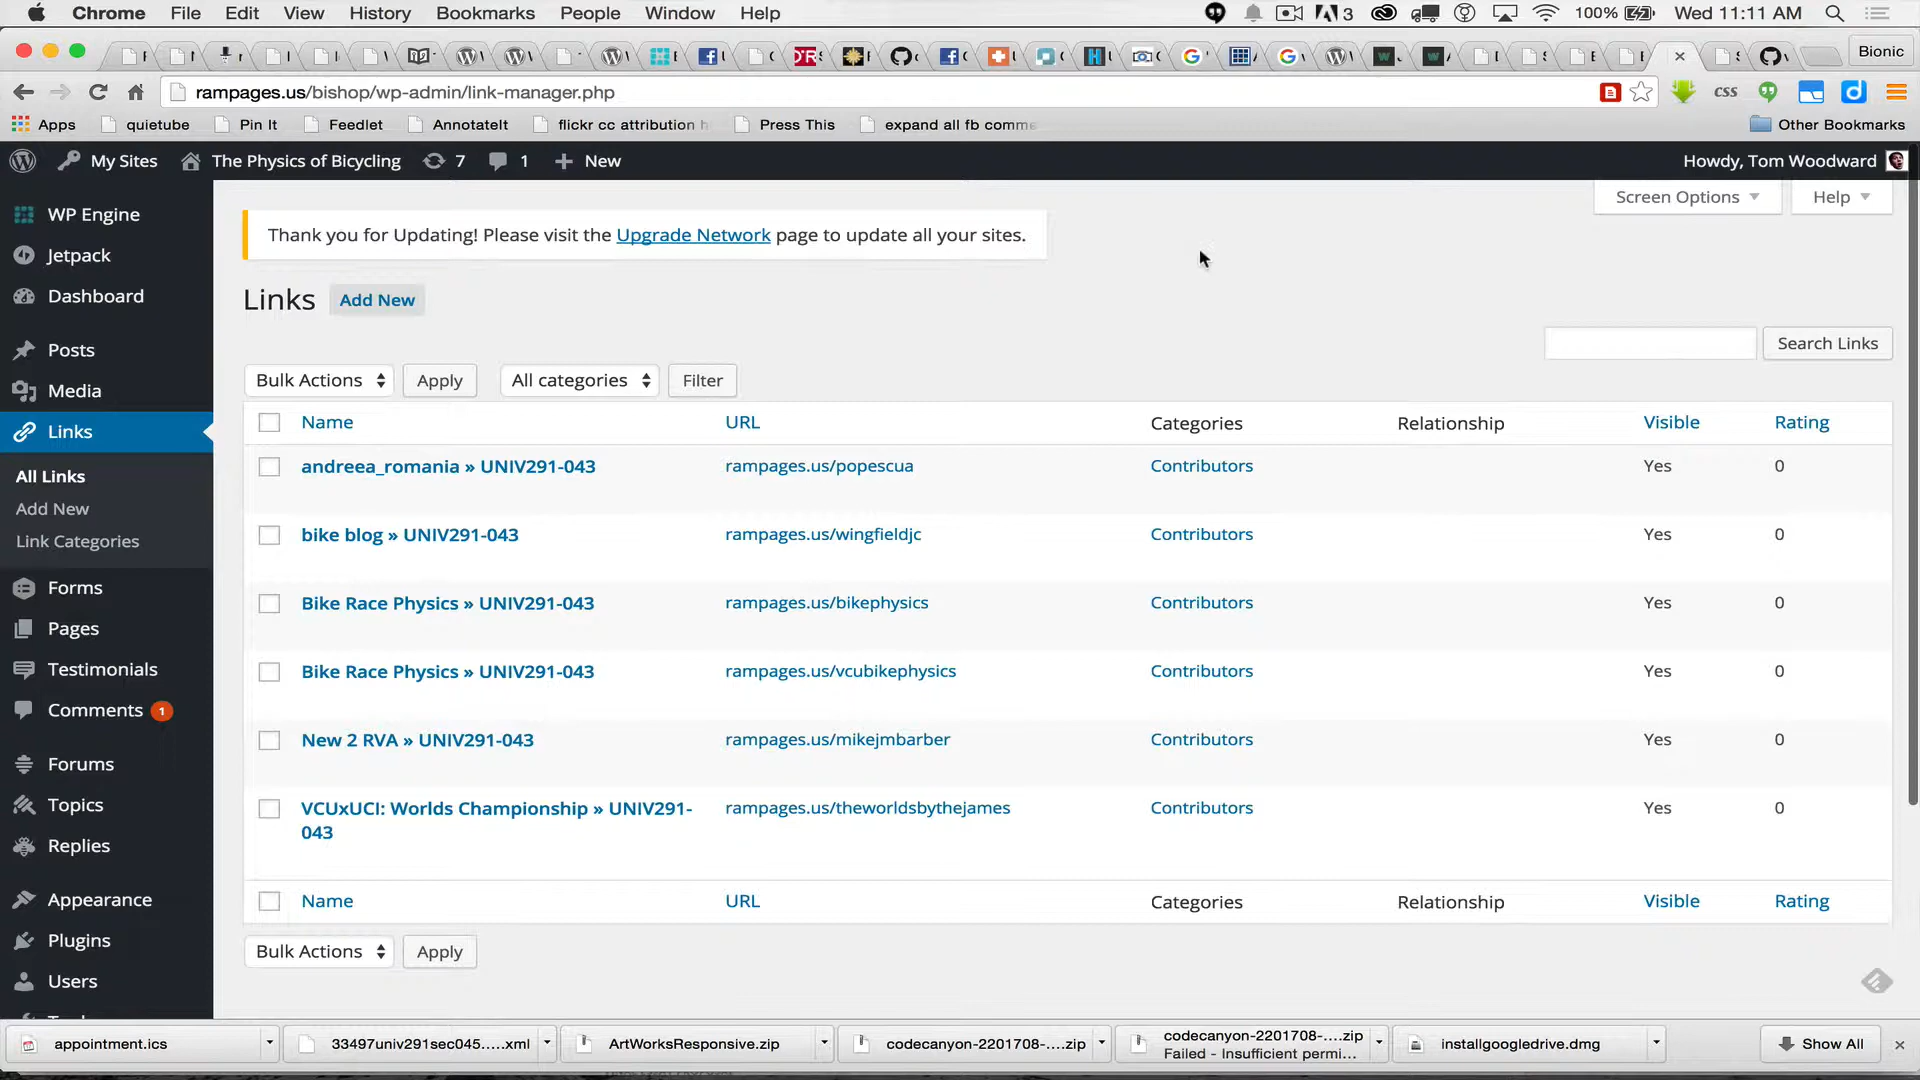 Chrome File Edit View History Bookmarks People Window Help 3 100% Wed 11:11 AM
Bionic
rampages.us/bishop/wp-admin/link-manager.php css
Apps quietube Pin It Feedlet AnnotateIt flickr cc attribution h Press This expand all fb comme Other Bookmarks
My Sites The Physics of Bicycling 7 1 New Howdy, Tom Woodward
Screen Options Help
WP Engine
Jetpack
Dashboard
Posts
Media
Links
All Links
Add New
Link Categories
Forms
Pages
Testimonials
Comments 1
Forums
Topics
Replies
Appearance
Plugins
Users
Thank you for Updating! Please visit the Upgrade Network page to update all your sites.
Links Add New
Search Links
Bulk Actions Apply All categories Filter
Name URL Categories Relationship Visible Rating
andreea_romania » UNIV291-043 rampages.us/popescua Contributors Yes 0
bike blog » UNIV291-043 rampages.us/wingfieldjc Contributors Yes 0
Bike Race Physics » UNIV291-043 rampages.us/bikephysics Contributors Yes 0
Bike Race Physics » UNIV291-043 rampages.us/vcubikephysics Contributors Yes 0
New 2 RVA » UNIV291-043 rampages.us/mikejmbarber Contributors Yes 0
VCUxUCI: Worlds Championship » UNIV291- rampages.us/theworldsbythejames Contributors Yes 0
043
Name URL Categories Relationship Visible Rating
Bulk Actions Apply
appointment.ics 33497univ291sec045.....xml ArtWorksResponsive.zip codecanyon-2201708-....zip codecanyon-2201708-....zip installgoogledrive.dmg Show All
Failed - Insufficient permi...